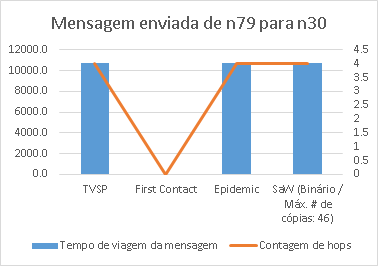 Mensagem enviada de n79 para n30
12000.0 4.5
10000.0 4
8000.0 3.5
6000.0 3
4000.0 2.5
2000.0 2
0.0 1.5
1
0.5
0
TVSP First Contact Epidemic SaW (Binário /
Máx. # de
cópias: 46)
Tempo de viagem da mensagem Contagem de hops